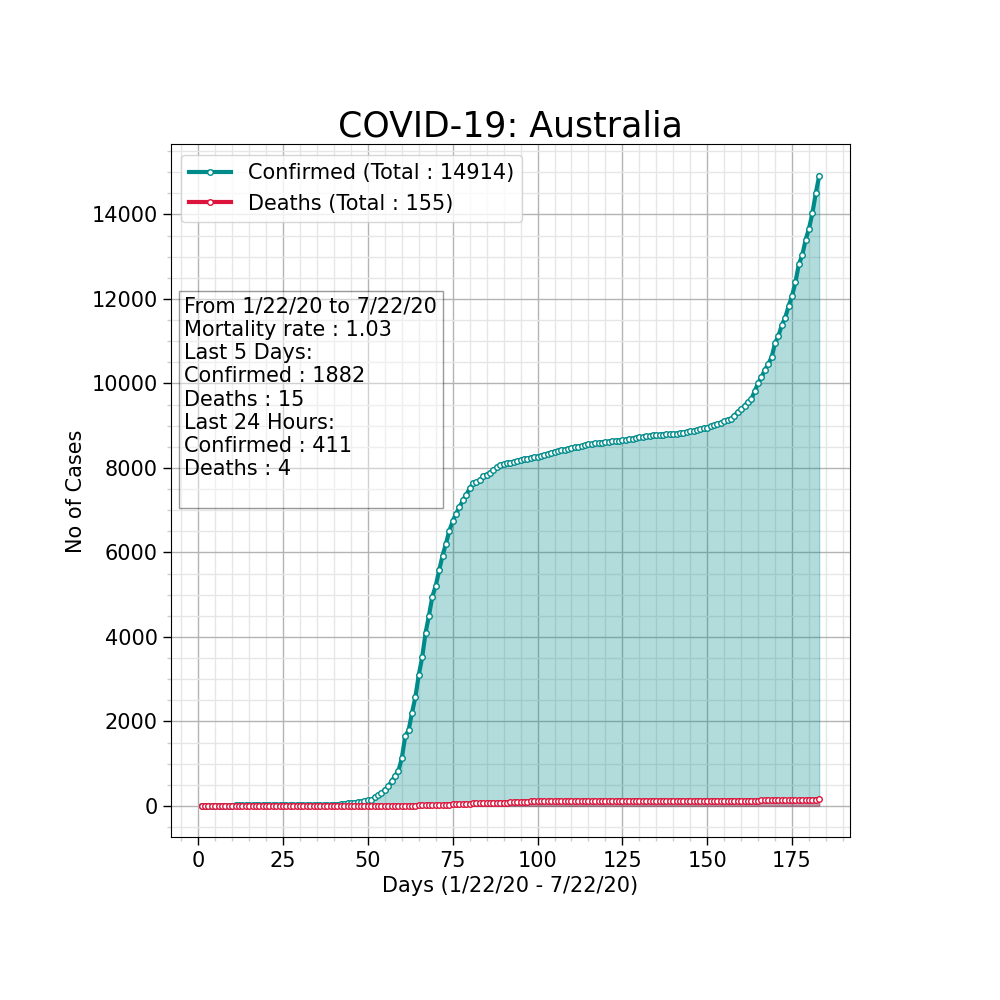 COVID-19: Australia
Confirmed (Total : 14914)
Deaths (Total : 155)
From 1/22/20 to 7/22/20
Mortality rate : 1.03
Last 5 Days:
Confirmed : 1882
Deaths : 15
Last 24 Hours:
Confirmed : 411
Deaths : 4
No of Cases
14000
12000
10000
8000
6000
4000
2000
0
0 25 50 75 100 125 150 175
Days (1/22/20 - 7/22/20)